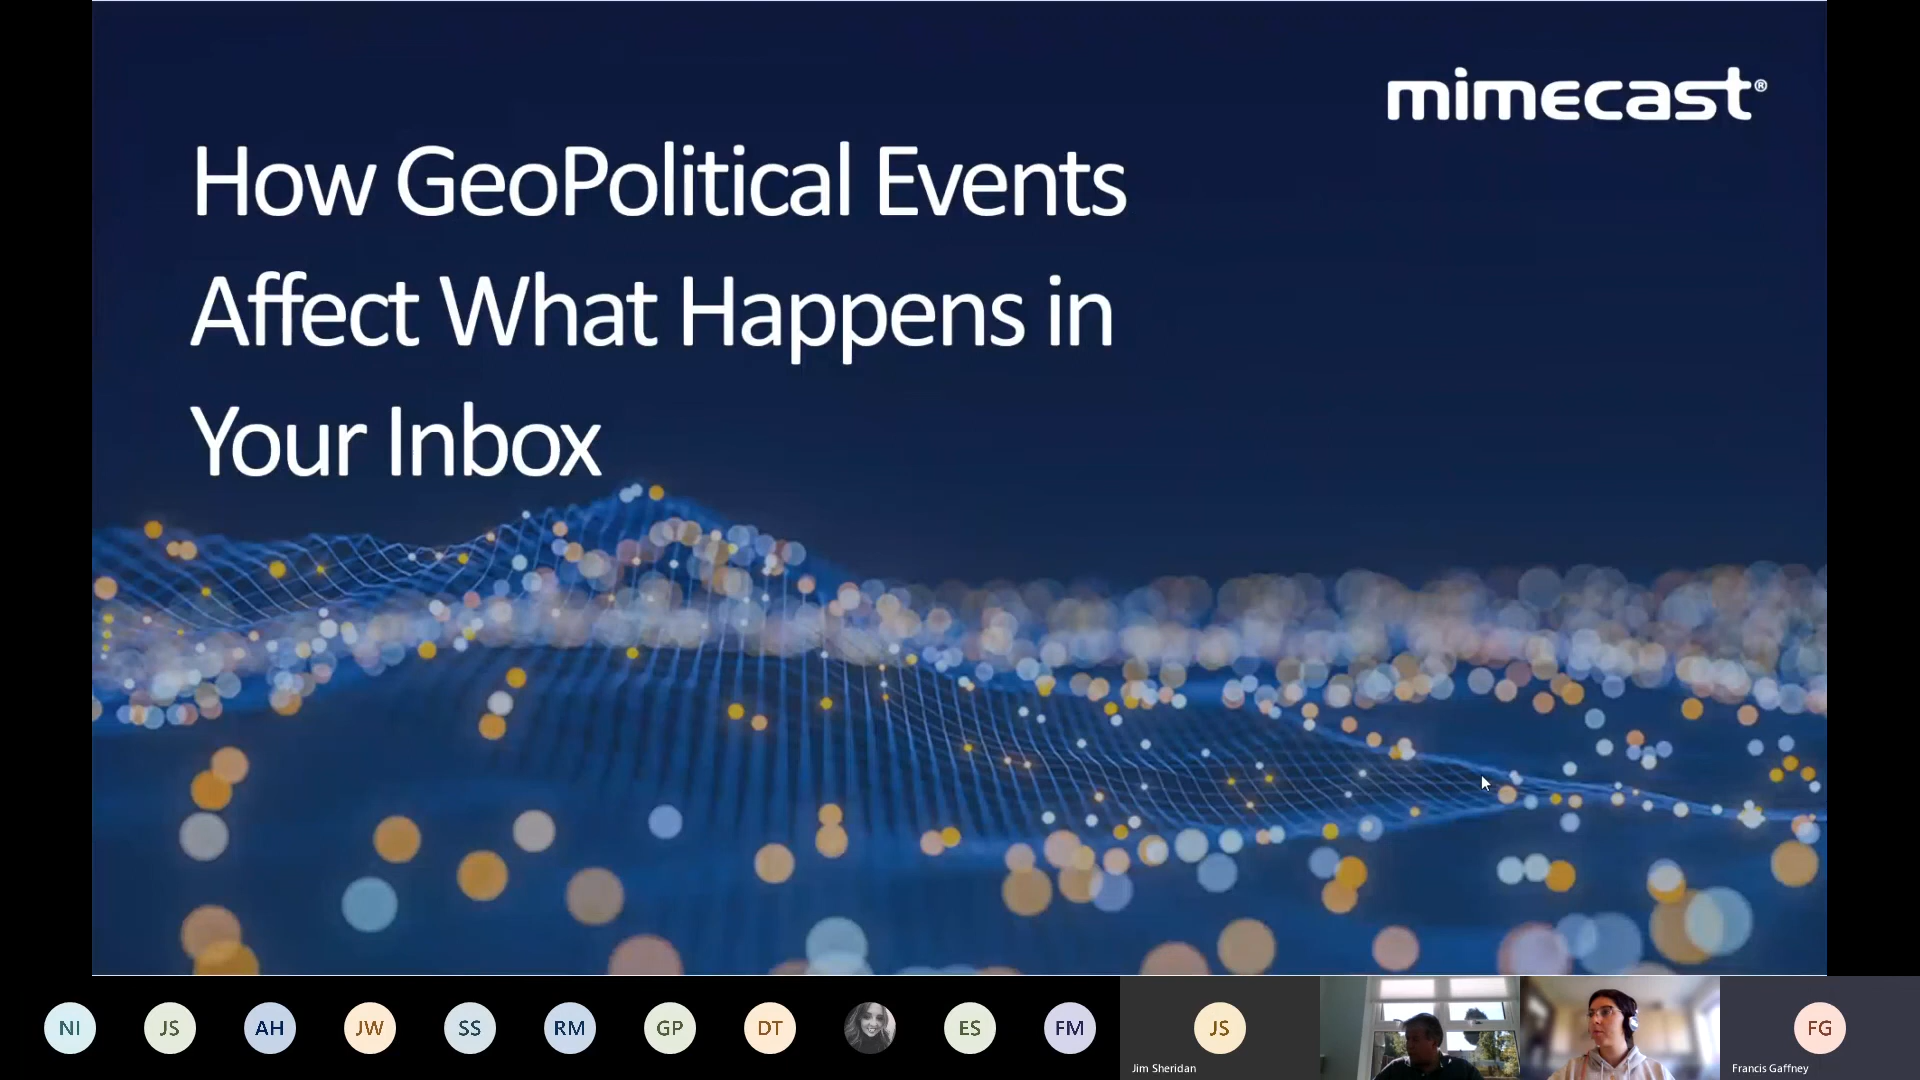 mimecast®
How GeoPolitical Events
Affect What Happens in
Your Inbox
NI
JS
AH
JW
SS
RM
GP
DT
ES
FM
JS
FG
Jim Sheridan
Francis Gaffney